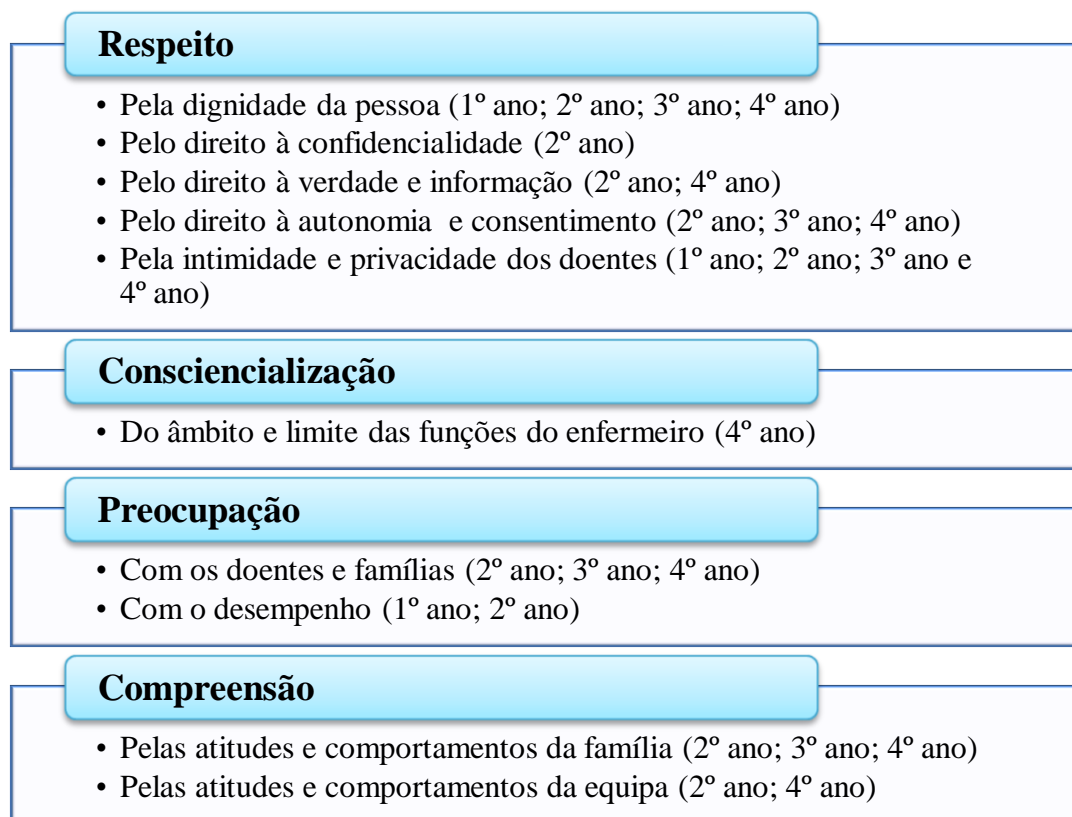 Respeito
• Pela dignidade da pessoa (1º ano; 2º ano; 3º ano; 4º ano)
• Pelo direito à confidencialidade (2º ano)
• Pelo direito à verdade e informação (2º ano; 4º ano)
• Pelo direito à autonomia e consentimento (2º ano; 3º ano; 4º ano)
• Pela intimidade e privacidade dos doentes (1º ano; 2º ano; 3º ano e
4º ano)
Consciencialização
• Do âmbito e limite das funções do enfermeiro (4º ano)
Preocupação
• Com os doentes e famílias (2º ano; 3º ano; 4º ano)
• Com o desempenho (1º ano; 2º ano)
Compreensão
• Pelas atitudes e comportamentos da família (2º ano; 3º ano; 4º ano)
• Pelas atitudes e comportamentos da equipa (2º ano; 4º ano)